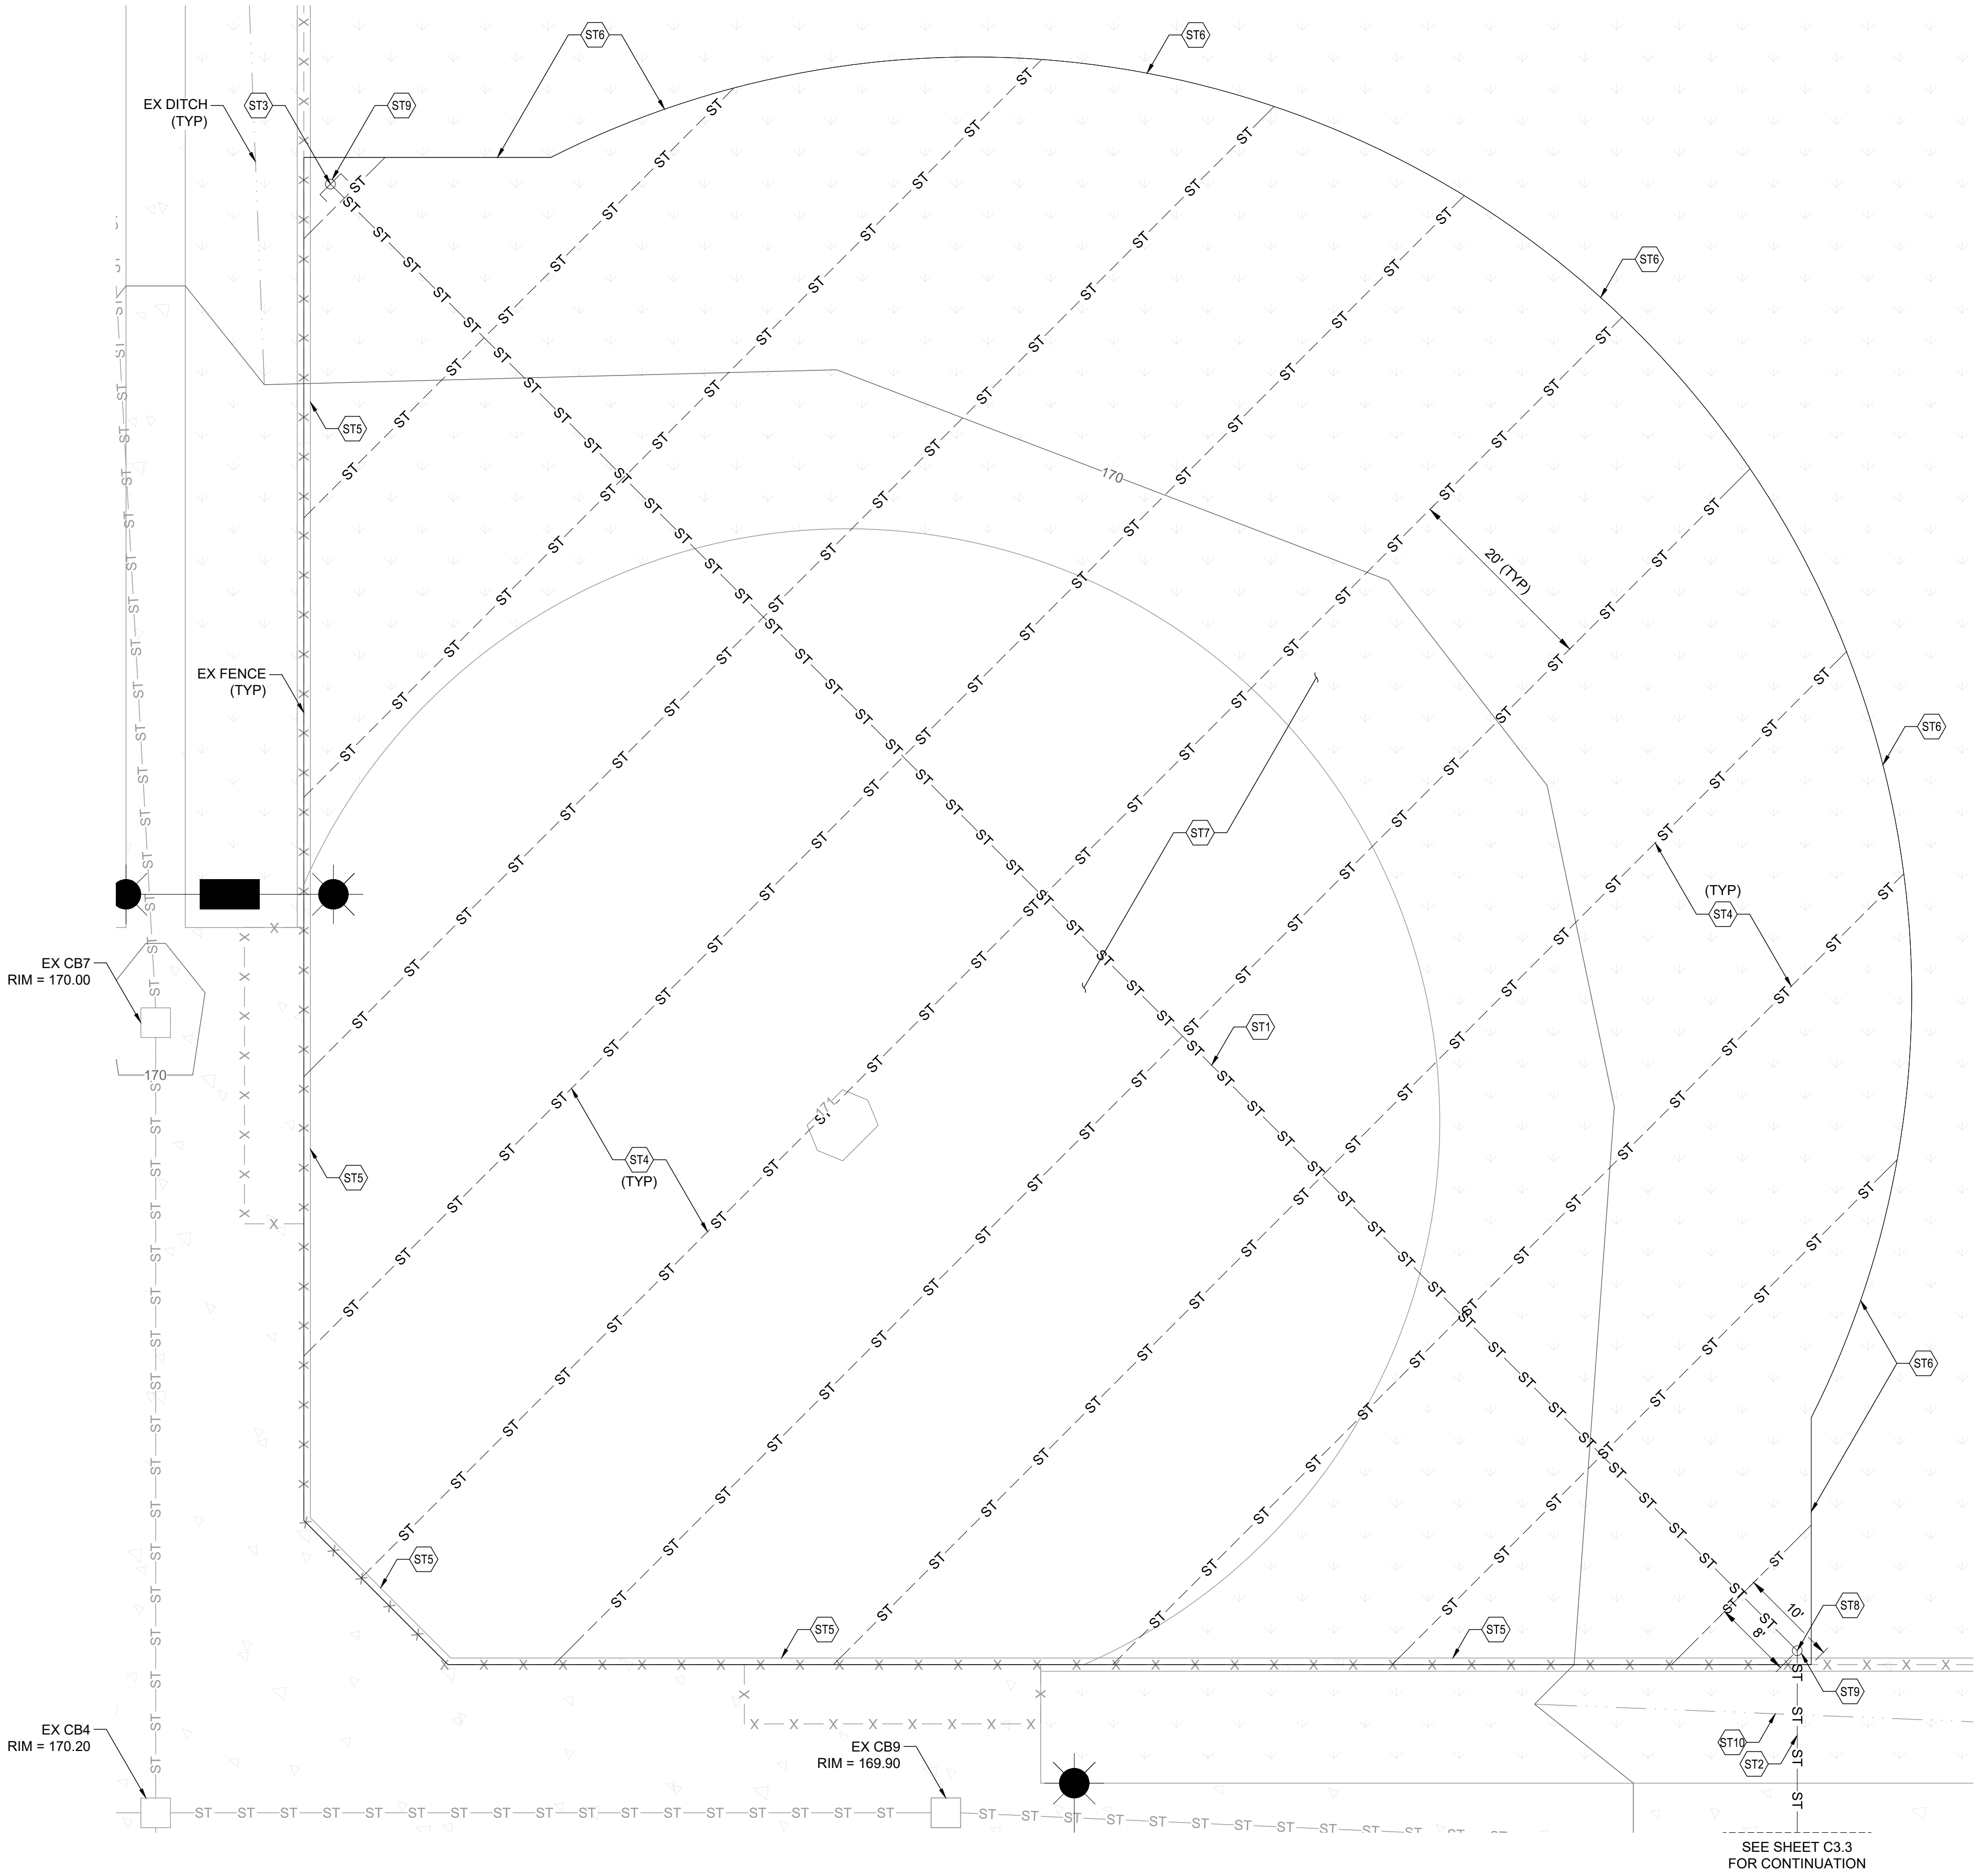 ST6
ST6
EX DITCH
(TYP)
ST3
ST9
ST6
ST5
170
20' (TYP)
EX FENCE
(TYP)
ST6
ST7
(TYP)
ST4
EX CB7
RIM = 170.00
ST1
170
171
ST4
(TYP)
ST5
ST6
ST5
ST5
ST5
10'
8'
ST8
ST9
ST10
ST2
EX CB4
RIM = 170.20
EX CB9
RIM = 169.90
SEE SHEET C3.3
FOR CONTINUATION